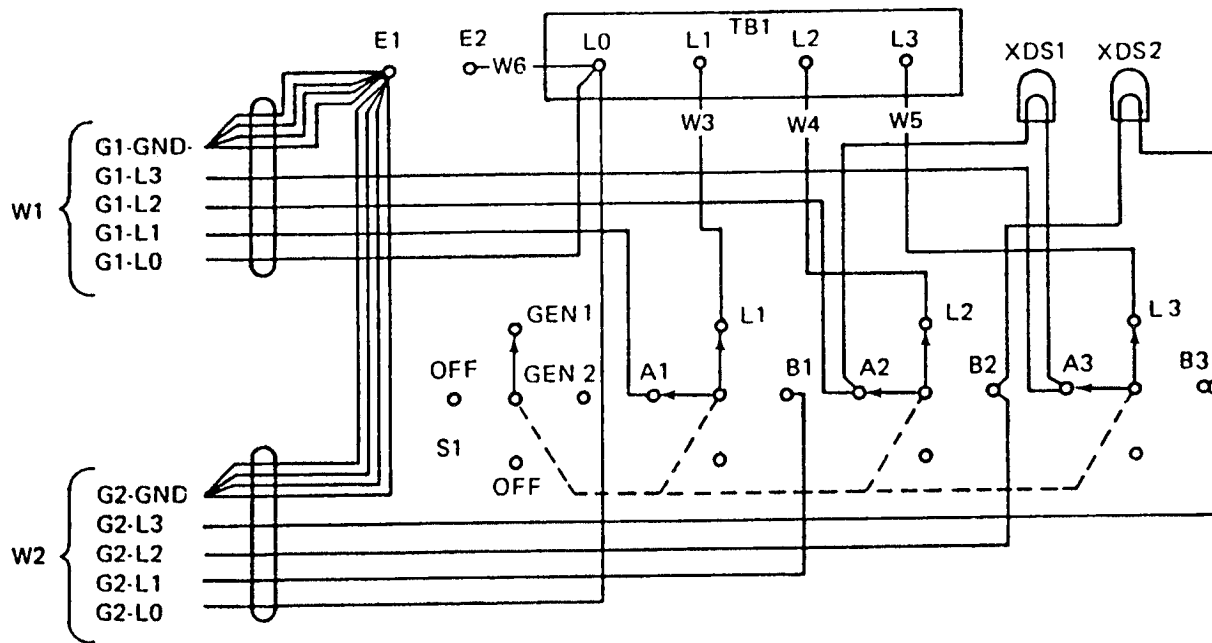 E1
E2
TB1
L0
L1
L2
L3
XDS1
XDS2
W6
W3
W4
W5
W1
G1-GND-
G1-L3
G1-L2
G1-L1
G1-L0
GEN 1
L1
L2
L3
OFF
GEN 2
A1
B1
A2
B2
A3
B3
S1
OFF
W2
G2-GND
G2-L3
G2-L2
G2-L1
G2-L0